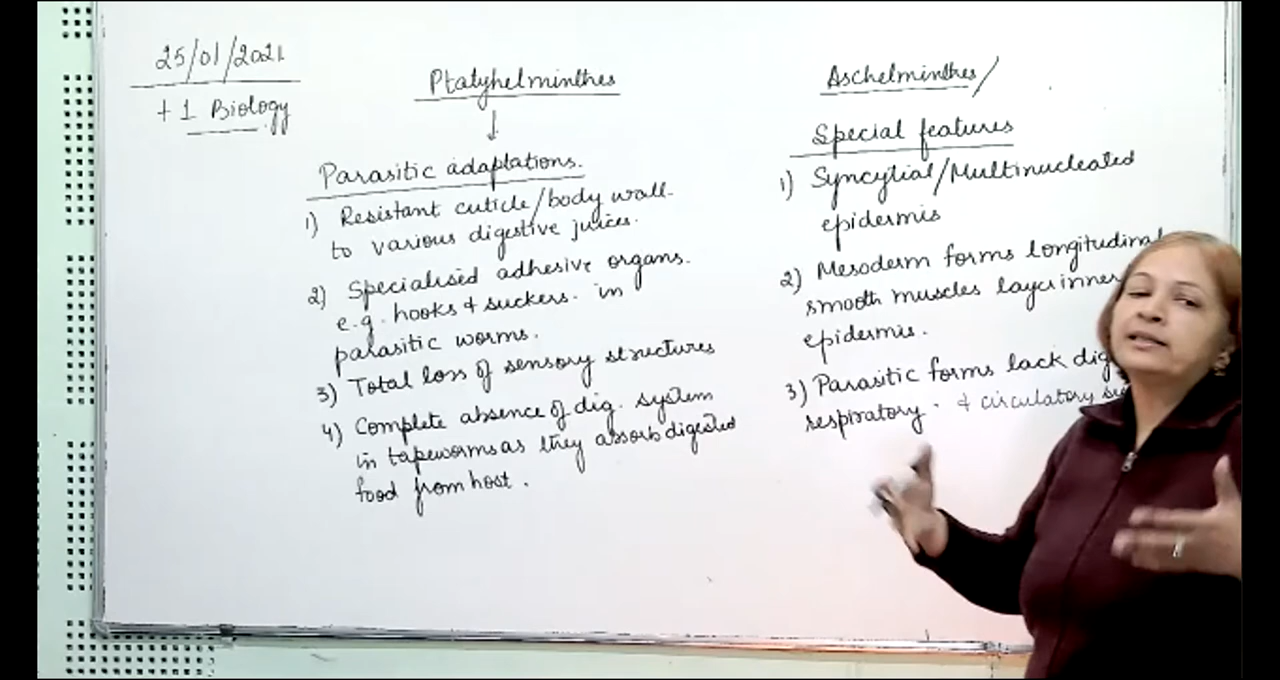 25/01/2021
+1 Biology
Platyhelminthes
↓
Parasitic adaptations.
1) Resistant cuticle/body wall
to various digestive juices.
2) Specialised adhesive organs.
e.g. hooks & suckers. in
parasitic worms.
3) Total loss of sensory structures
4) Complete absence of dig. system
in tapeworms as they absorb digested
food from host.
Aschelminthes/
Special features
1) Syncytial/Multinucleated
epidermis
2) Mesoderm forms longitudinal
smooth muscles layer inner
epidermis.
3) Parasitic forms lack
respiratory. & circulatory